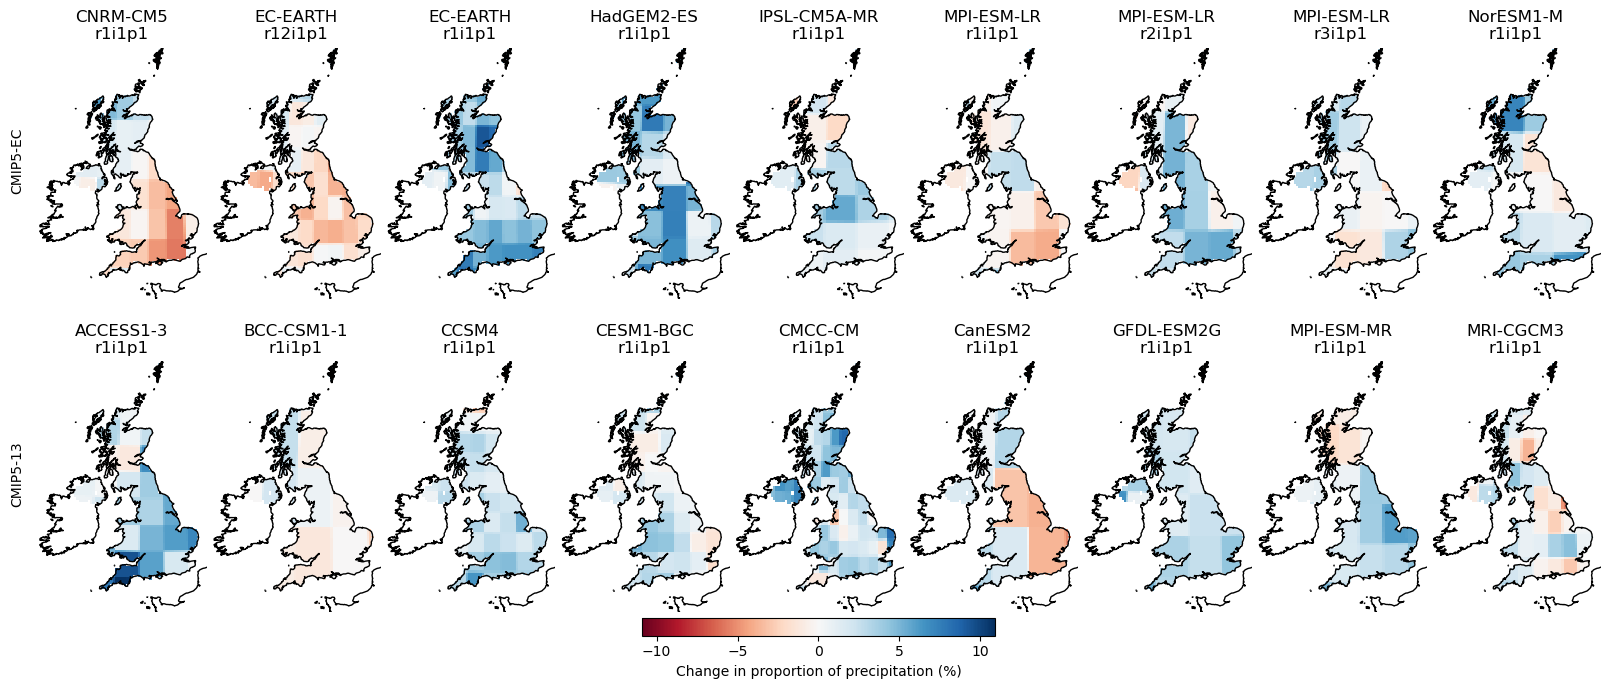 CNRM-CM5
r1i1p1
EC-EARTH
r12i1p1
EC-EARTH
r1i1p1
HadGEM2-ES
r1i1p1
IPSL-CM5A-MR
r1i1p1
MPI-ESM-LR
r1i1p1
MPI-ESM-LR
r2i1p1
MPI-ESM-LR
r3i1p1
NorESM1-M
r1i1p1
CMIP5-EC
ACCESS1-3
r1i1p1
BCC-CSM1-1
r1i1p1
CCSM4
r1i1p1
CESM1-BGC
r1i1p1
CMCC-CM
r1i1p1
CanESM2
r1i1p1
GFDL-ESM2G
r1i1p1
MPI-ESM-MR
r1i1p1
MRI-CGCM3
r1i1p1
CMIP5-13
−10 −5 0 5 10
Change in proportion of precipitation (%)